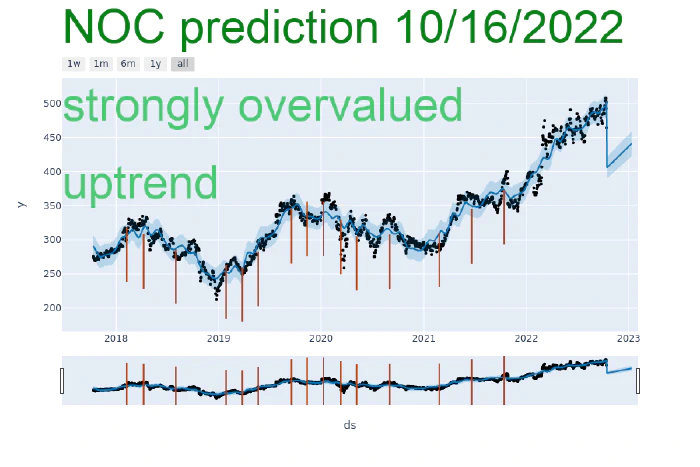 NOC prediction 10/16/2022
1w 1m 6m 1y all
strongly overvalued
uptrend
500
450
400
350
300
250
200
y
2018 2019 2020 2021 2022 2023
ds